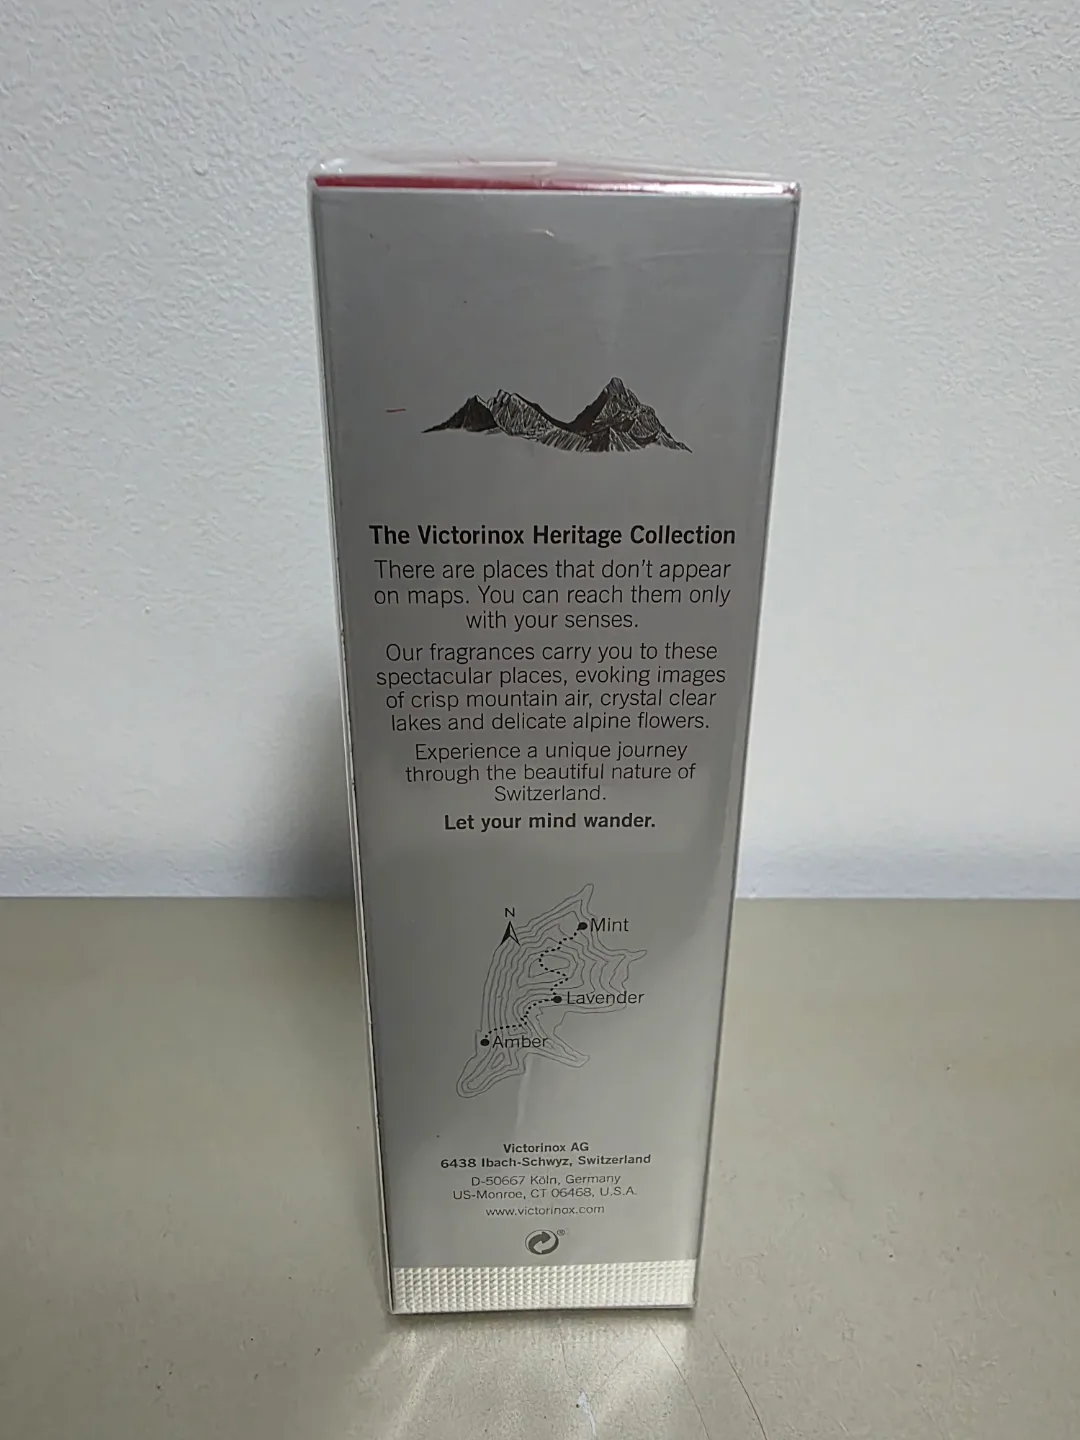 The Victorinox Heritage Collection
There are places that don't appear
on maps. You can reach them only
with your senses.
Our fragrances carry you to these
spectacular places, evoking images
of crisp mountain air, crystal clear
lakes and delicate alpine flowers.
Experience a unique journey
through the beautiful nature of
Switzerland.
Let your mind wander.
N
Mint
Lavender
Amber
Victorinox AG
6438 Ibach-Schwyz, Switzerland
D-50667 Köln, Germany
US-Monroe, CT 06468, U.S.A.
www.victorinox.com
®